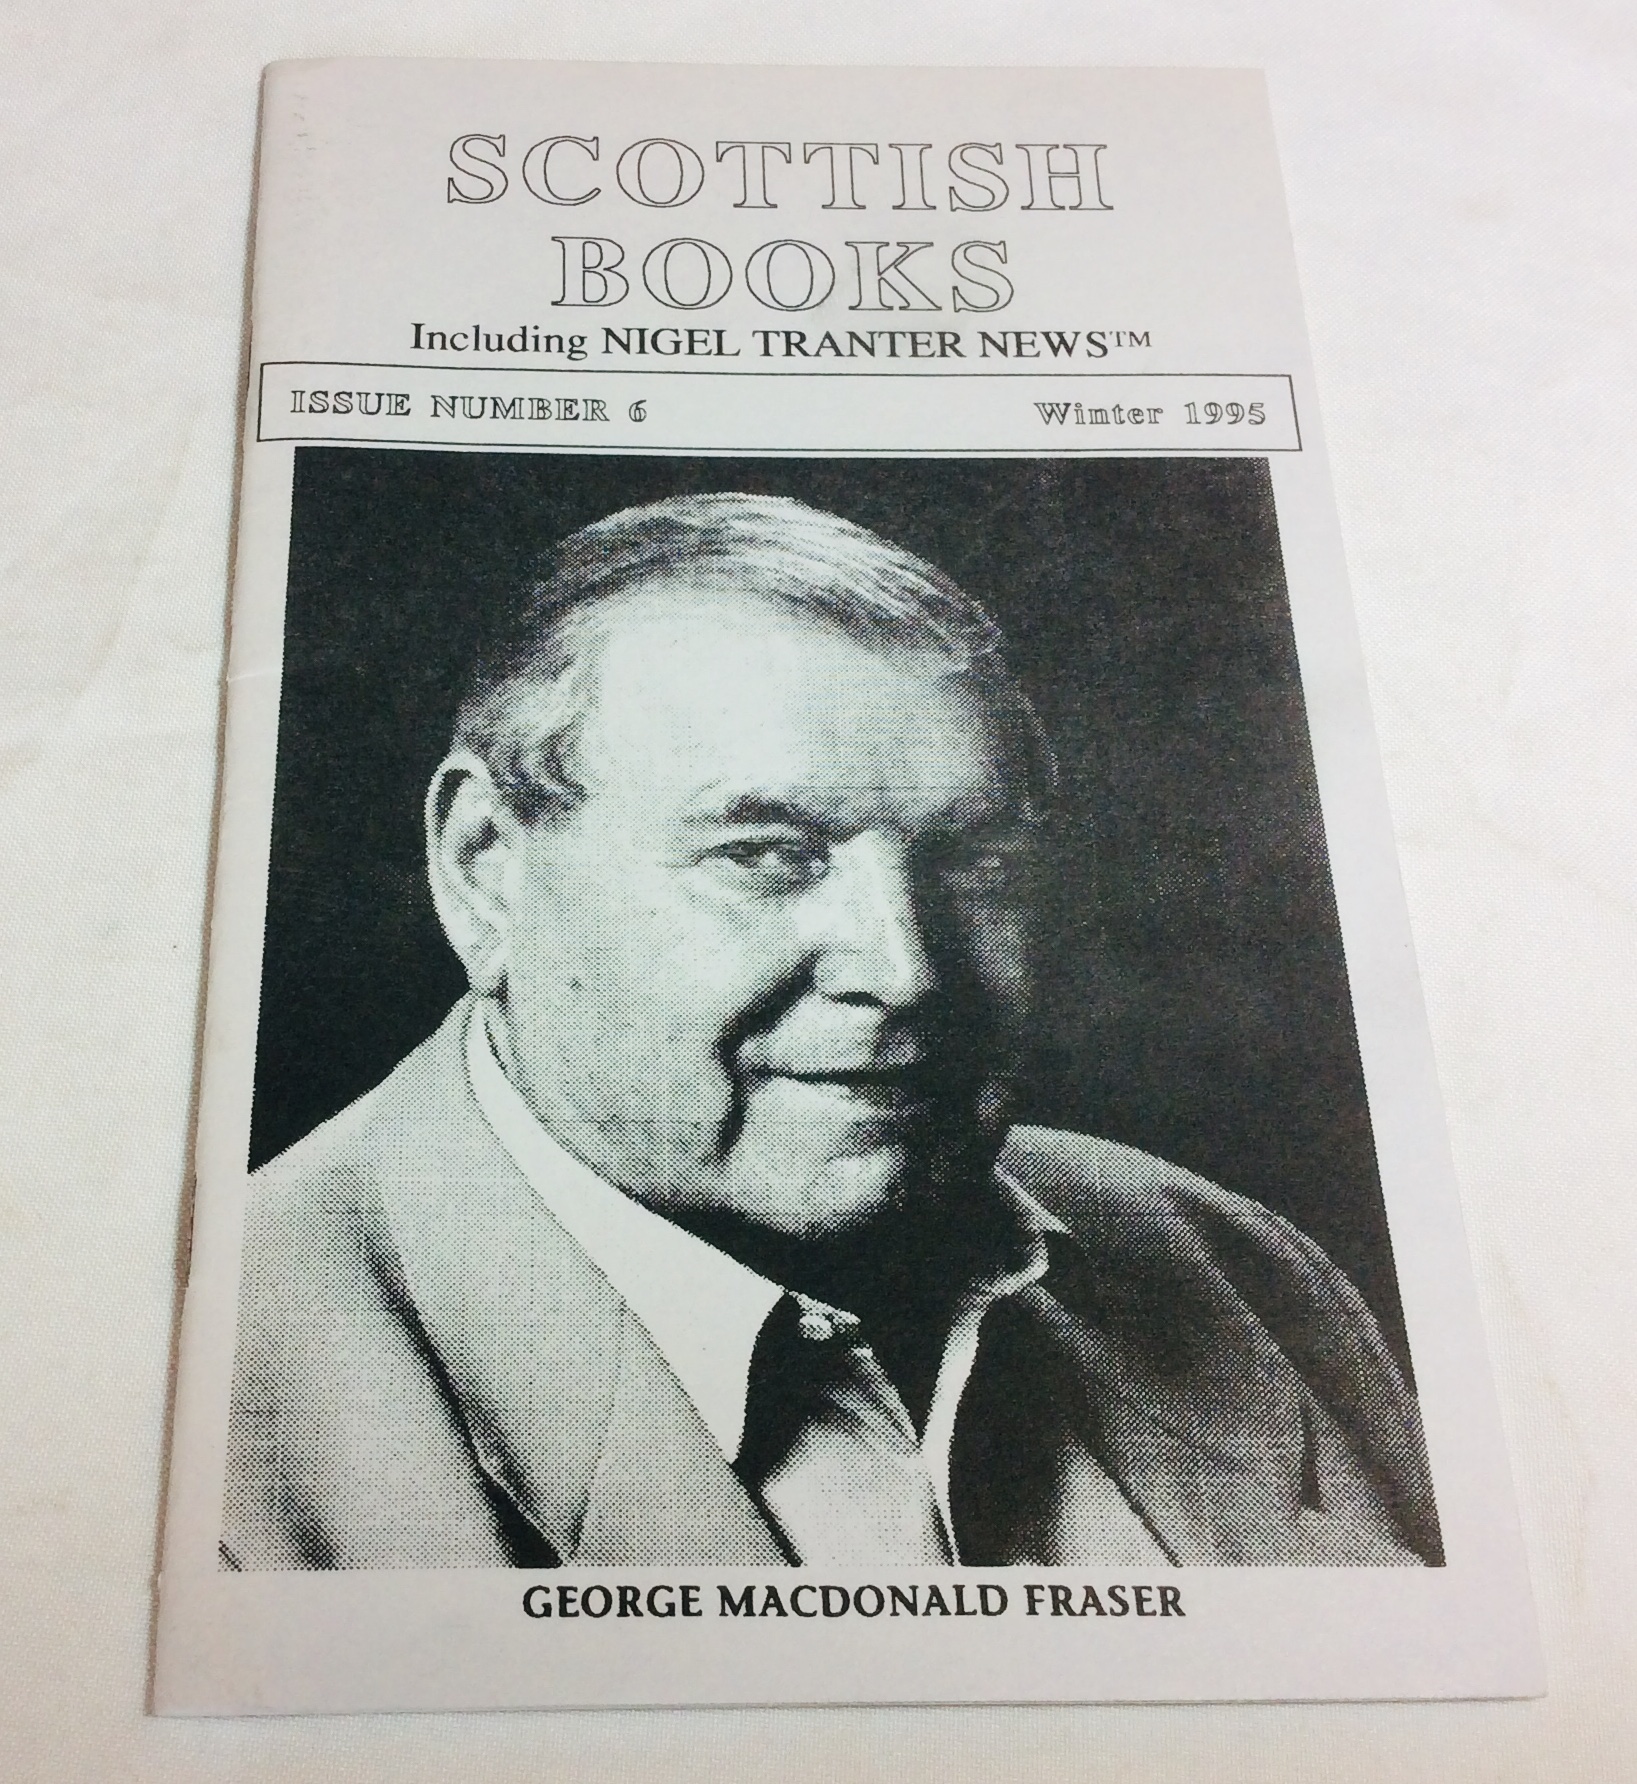 SCOTTISH
BOOKS
Including NIGEL TRANTER NEWS™
ISSUE NUMBER 6 Winter 1995
GEORGE MACDONALD FRASER